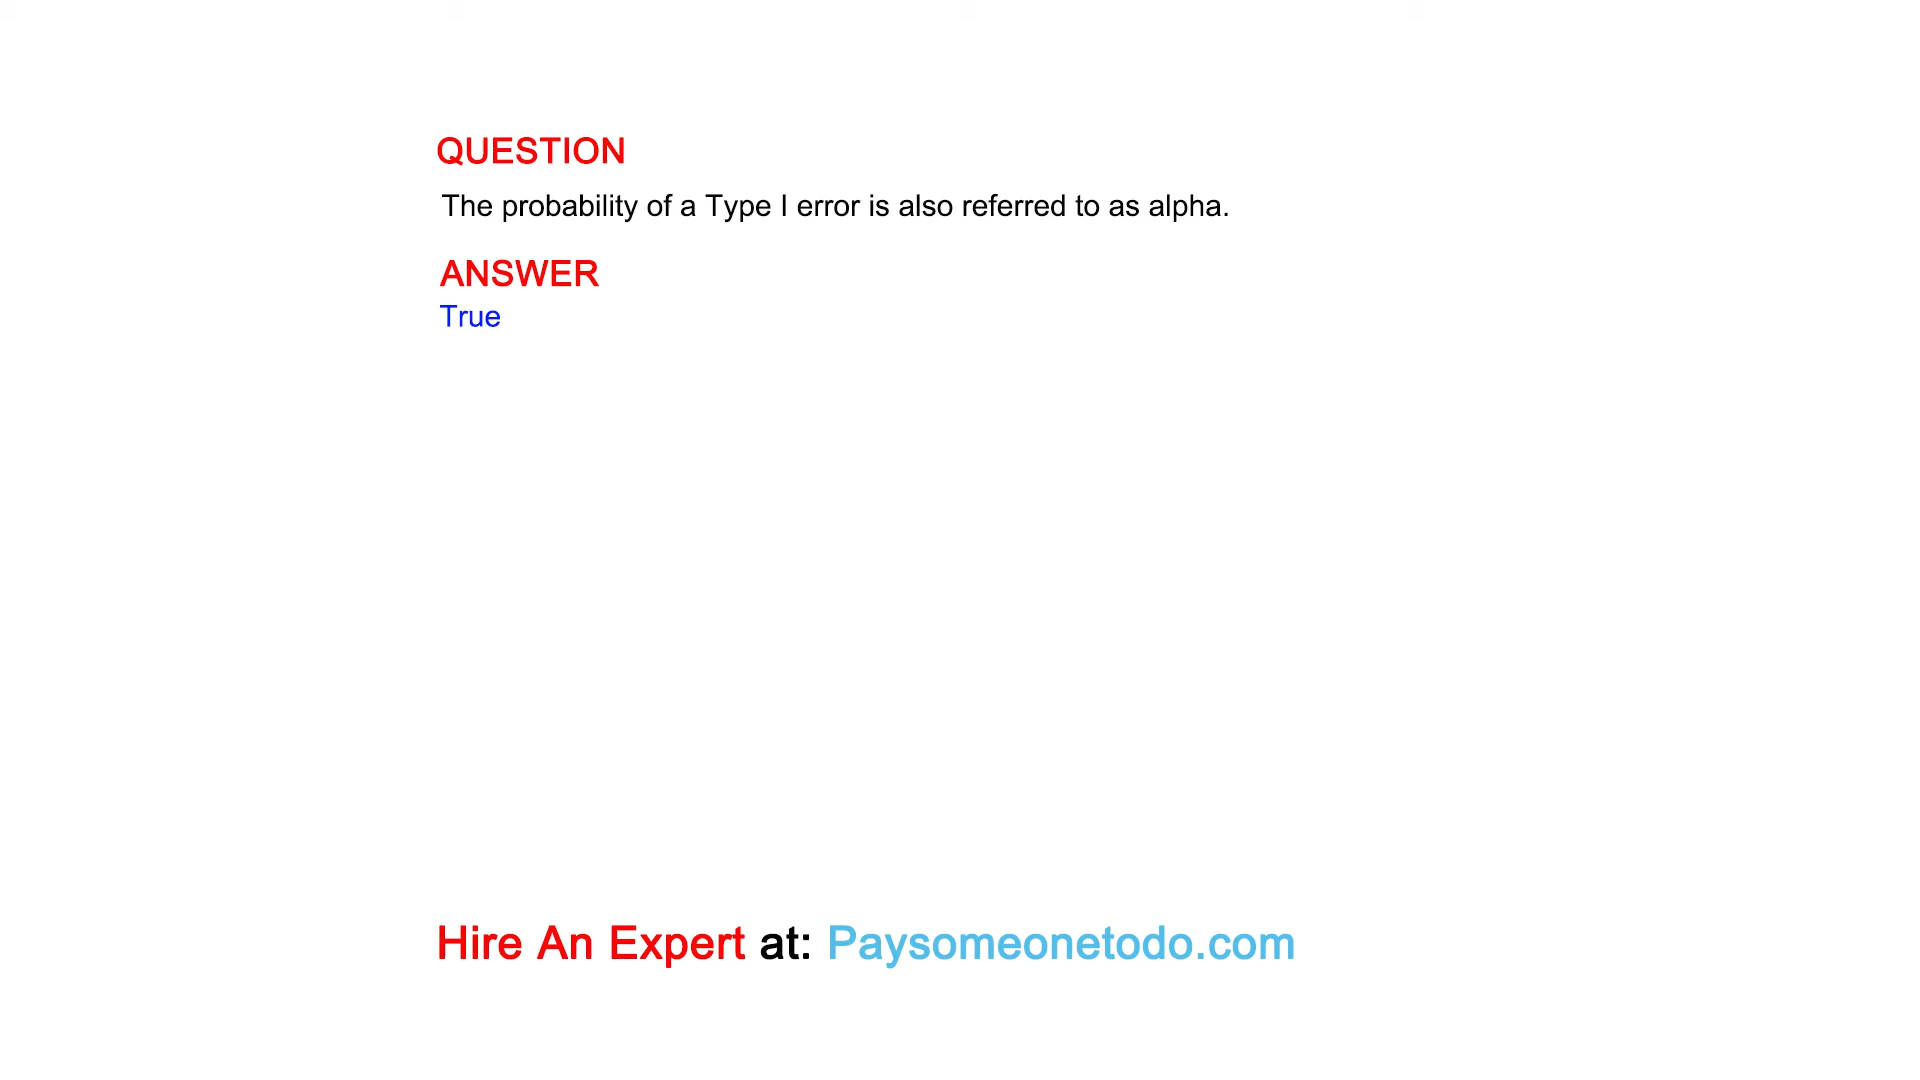 QUESTION
The probability of a Type I error is also referred to as alpha.
ANSWER
True
Hire An Expert at: Paysomeonetodo.com